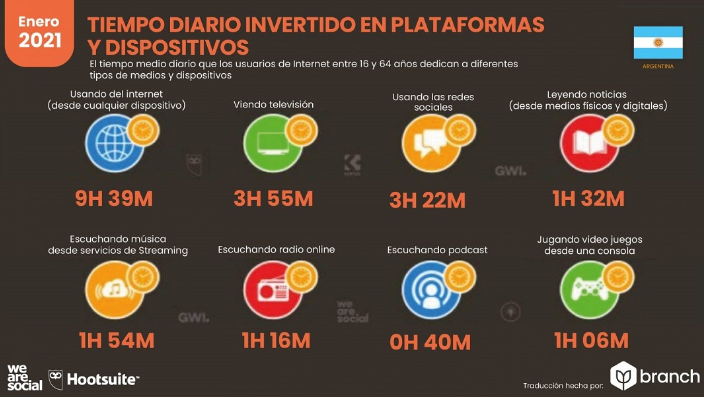 Enero
2021
TIEMPO DIARIO INVERTIDO EN PLATAFORMAS
Y DISPOSITIVOS
El tiempo medio diario que los usuarios de Internet entre 16 y 64 años dedican a diferentes
tipos de medios y dispositivos
ARGENTINA
Usando del internet
(desde cualquier dispositivo)
9H 39M
Viendo televisión
3H 55M
Usando las redes
sociales
3H 22M
Leyendo noticias
(desde medios físicos y digitales)
1H 32M
GWI.
Escuchando música
desde servicios de Streaming
1H 54M
Escuchando radio online
1H 16M
Escuchando podcast
0H 40M
Jugando vídeo juegos
desde una consola
1H 06M
GWI.
we
are
social
we
are
social
Hootsuite™
Traducción hecha por:
branch